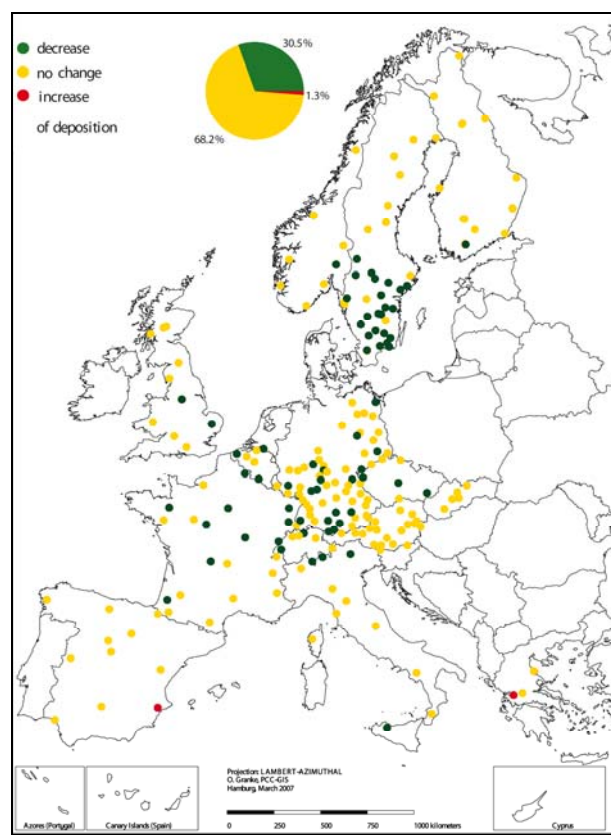 decrease
no change
increase
of deposition
30.5%
1.3%
68.2%
Projection: LAMBERT-AZIMUTHAL
O. Granke, PCC-GIS
Hamburg, March 2007
0 250 500 750 1000 kilometers
Azores (Portugal)
Canary Islands (Spain)
Cyprus